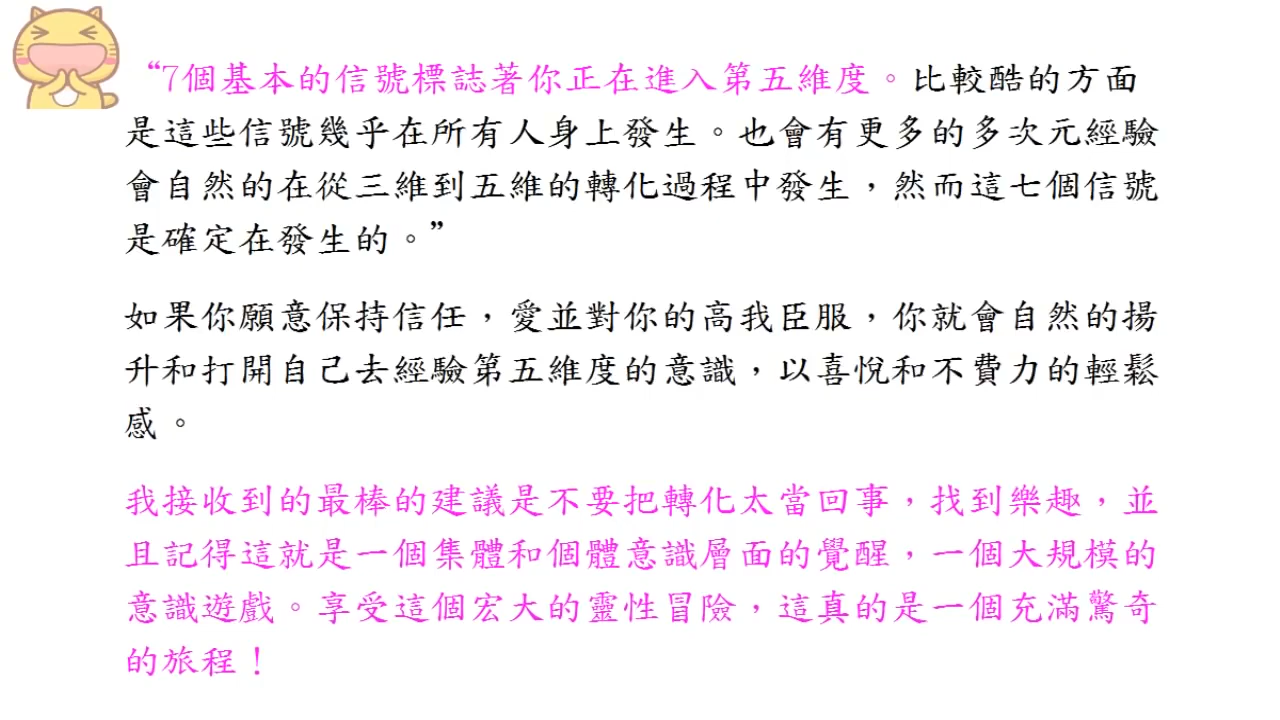 “7個基本的信號標誌著你正在進入第五維度。比較酷的方面
是這些信號幾乎在所有人身上發生。也會有更多的多次元經驗
會自然的在從三維到五維的轉化過程中發生，然而這七個信號
是確定在發生的。”
如果你願意保持信任，愛並對你的高我臣服，你就會自然的揚
升和打開自己去經驗第五維度的意識，以喜悅和不費力的輕鬆
感。
我接收到的最棒的建議是不要把轉化太當回事，找到樂趣，並
且記得這就是一個集體和個體意識層面的覺醒，一個大規模的
意識遊戲。享受這個宏大的靈性冒險，這真的是一個充滿驚奇
的旅程！